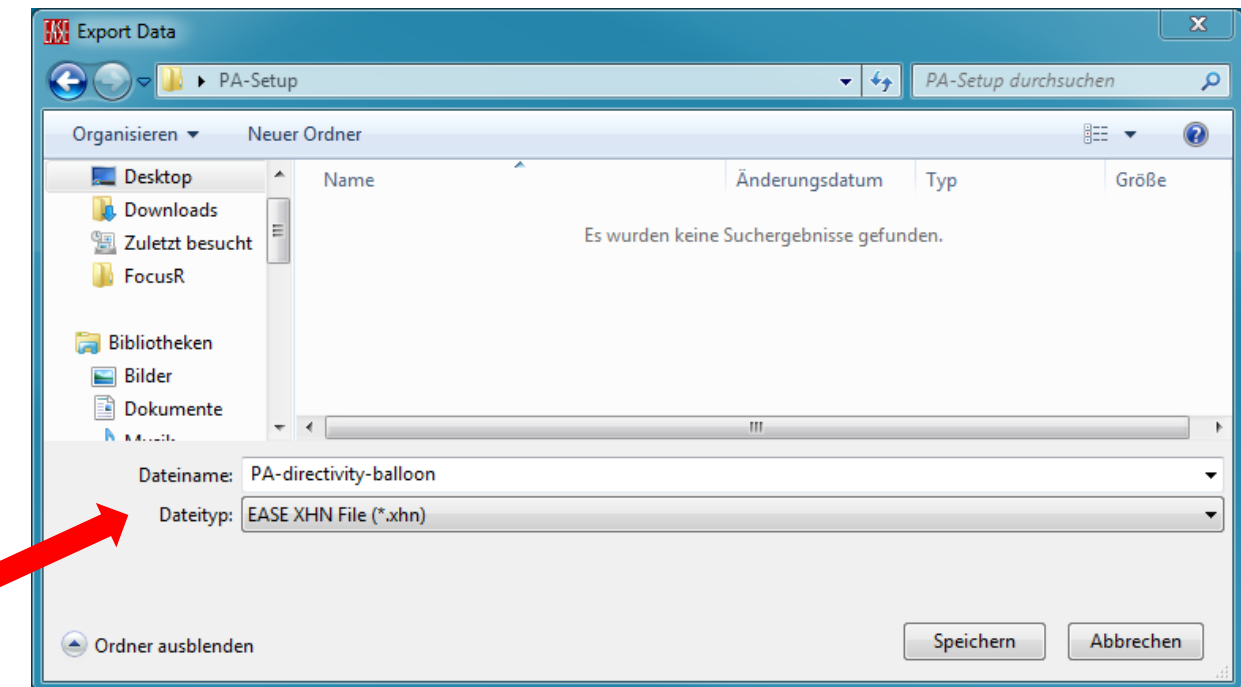 EASE Export Data
PA-Setup
PA-Setup durchsuchen
Organisieren Neuer Ordner
Desktop
Downloads
Zuletzt besucht
FocusR
Bibliotheken
Bilder
Dokumente
Musik
Name Änderungsdatum Typ Größe
Es wurden keine Suchergebnisse gefunden.
Dateiname: PA-directivity-balloon
Dateityp: EASE XHN File (*.xhn)
Ordner ausblenden
Speichern Abbrechen